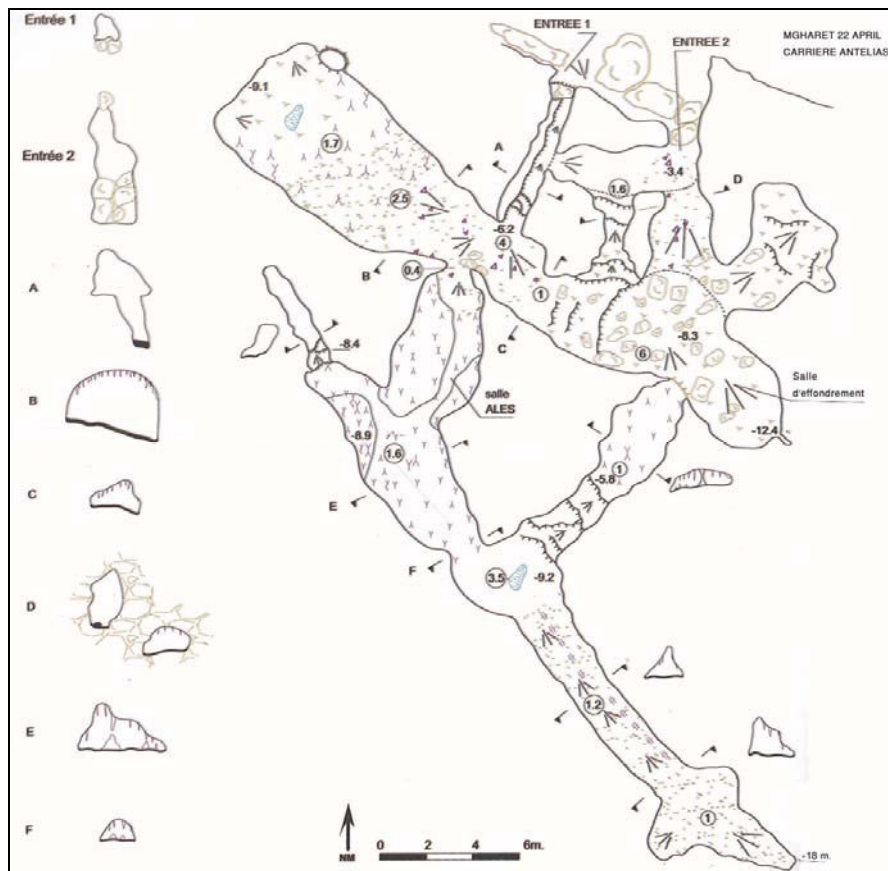 Entrée 1
ENTREE 1
ENTREE 2
MGHARET 22 APRIL
CARRIERE ANTELIAS
-9.1
Entrée 2
1.7
A
-3.4
D
1.6
2.5
-6.2
4
A
B
0.4
1
C
-8.3
6
B
-8.4
salle
ALES
Salle
d'effondrement
-12.4
-8.9
1.6
1
-5.8
C
E
F
3.5
-9.2
D
1.2
E
F
1
NM
0 2 4 6m.
-18 m.